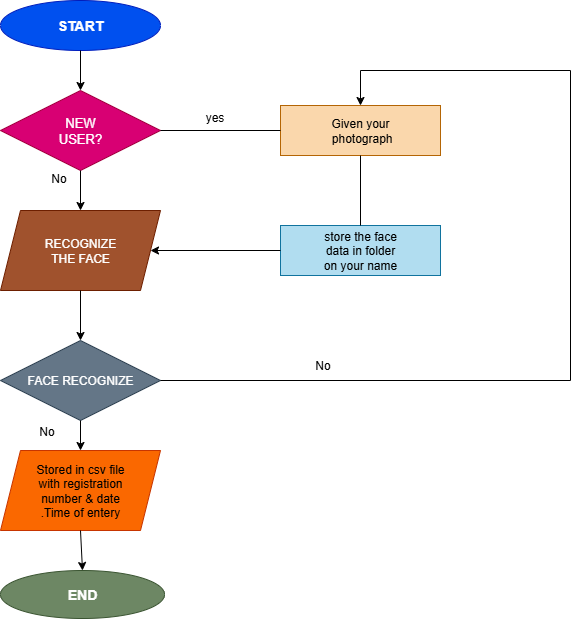 START
NEW
USER?
yes
Given your
photograph
No
RECOGNIZE
THE FACE
store the face
data in folder
on your name
FACE RECOGNIZE
No
No
Stored in csv file
with registration
number & date
.Time of entery
END